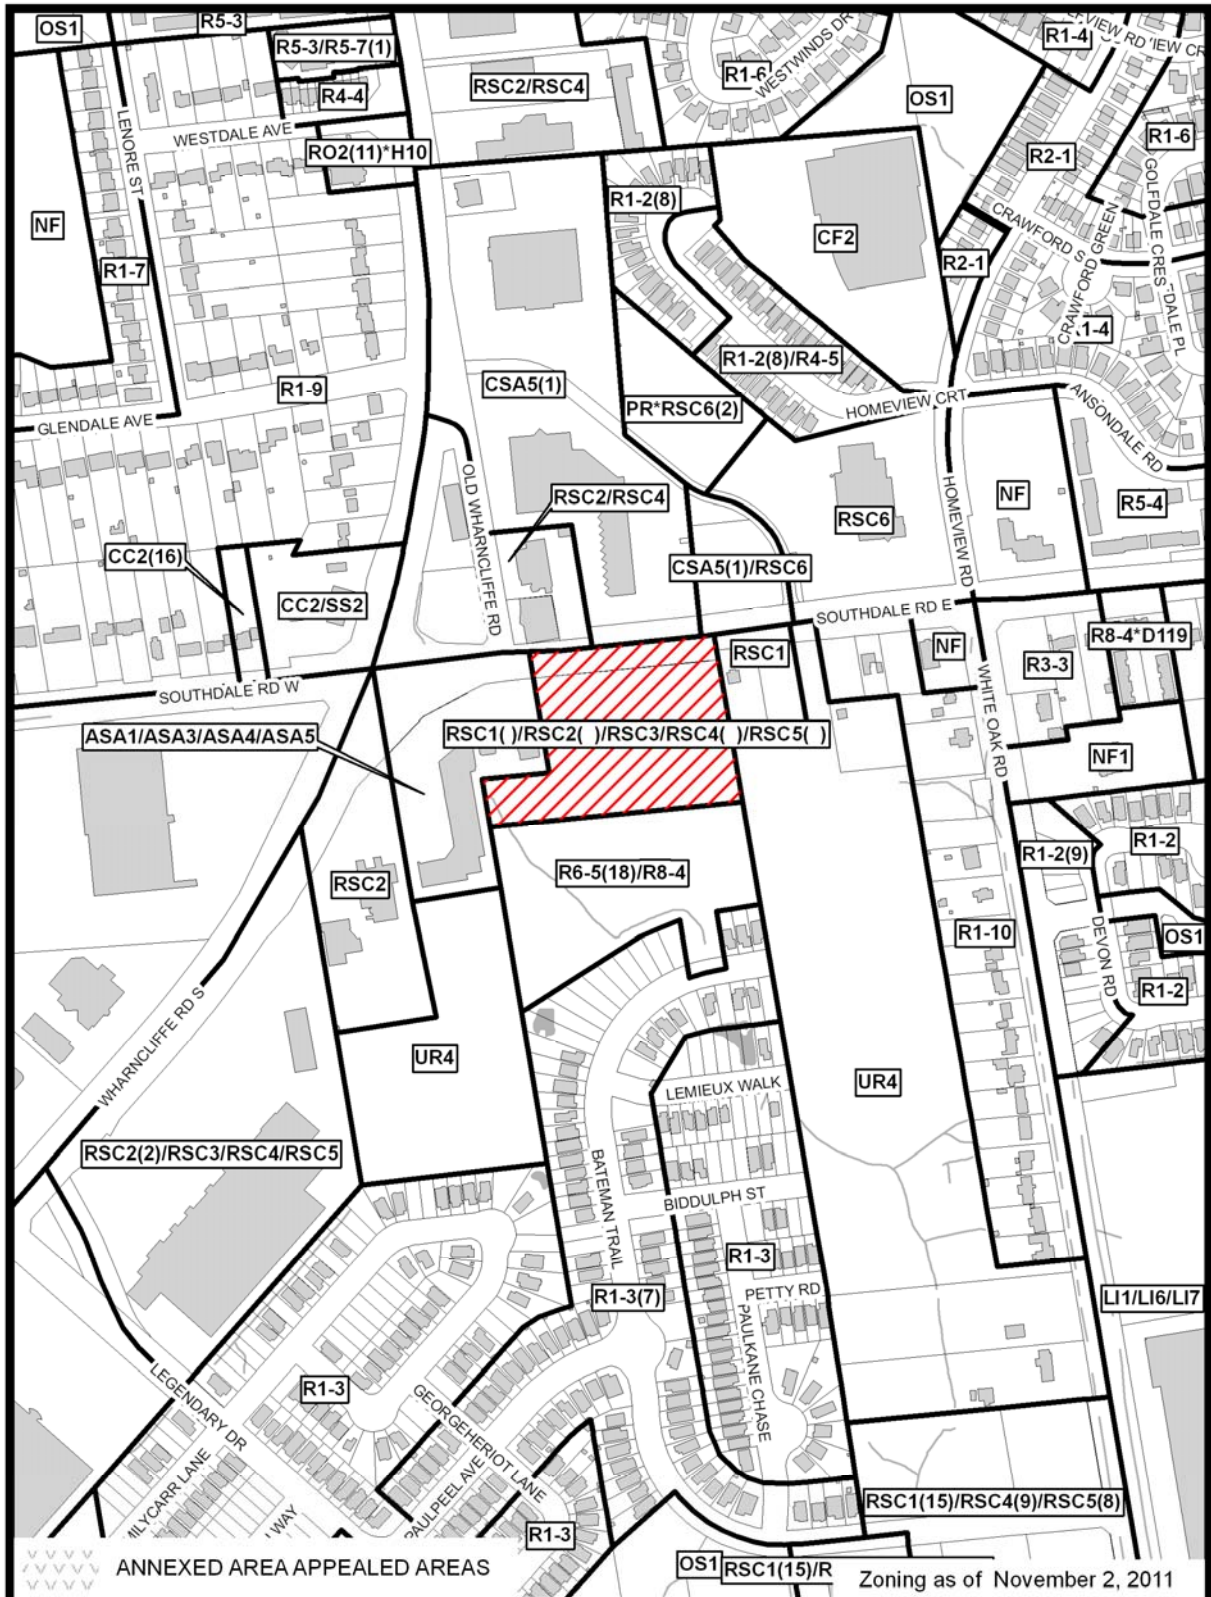 OS1
R5-3
R5-3/R5-7(1)
R4-4
RSC2/RSC4
R1-6
WESTWINDS DR
OS1
R1-4
R1-6
R2-1
LENORE ST
WESTDALE AVE
RO2(11)*H10
NF
R1-7
R1-2(8)
CF2
CRAWFORD S
R2-1
CRAWFORD GREEN
GOLFDALE CRES
DALE PL
R1-9
CSA5(1)
R1-2(8)/R4-5
PR*RSC6(2)
HOMEVIEW CRT
GLENDALE AVE
ANSONDALE RD
OLD WHARNCLIFFE RD
RSC2/RSC4
RSC6
HOMEVIEW RD
NF
R5-4
CC2(16)
CC2/SS2
CSA5(1)/RSC6
SOUTHDALE RD E
NF
R3-3
R8-4*D119
RSC1
SOUTHDALE RD W
WHITE OAK RD
ASA1/ASA3/ASA4/ASA5
RSC1( )/RSC2( )/RSC3/RSC4( )/RSC5( )
NF1
R1-2(9)
R1-2
RSC2
R6-5(18)/R8-4
R1-10
DEVON RD
OS1
R1-2
WHARNCLIFFE RD S
UR4
LEMIEUX WALK
UR4
RSC2(2)/RSC3/RSC4/RSC5
BATEMAN TRAIL
BIDDULPH ST
R1-3
R1-3(7)
PETTY RD
PAULKANE CHASE
LI1/LI6/LI7
LEGENDARY DR
R1-3
GEORGEHERIOT LANE
MILYCARR LANE
PAULPEEL AVE
WAY
R1-3
RSC1(15)/RSC4(9)/RSC5(8)
OS1
RSC1(15)/R
ANNEXED AREA APPEALED AREAS
Zoning as of November 2, 2011